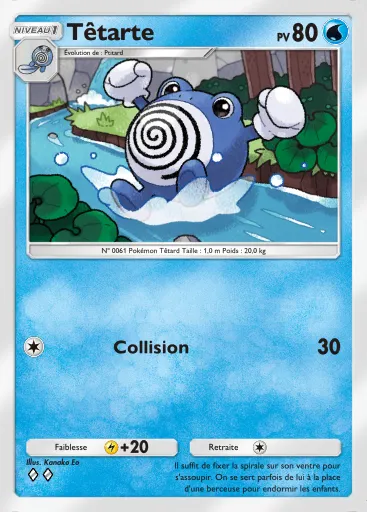 NIVEAU 1
Têtarte
PV 80
Évolution de : Ptitard
N° 0061 Pokémon Têtard Taille : 1,0 m Poids : 20,0 kg
Collision 30
Faiblesse +20 Retraite
Illus. Kanako Eo
Il suffit de fixer la spirale sur son ventre pour
s'assoupir. On se sert parfois de lui à la place
d'une berceuse pour endormir les enfants.